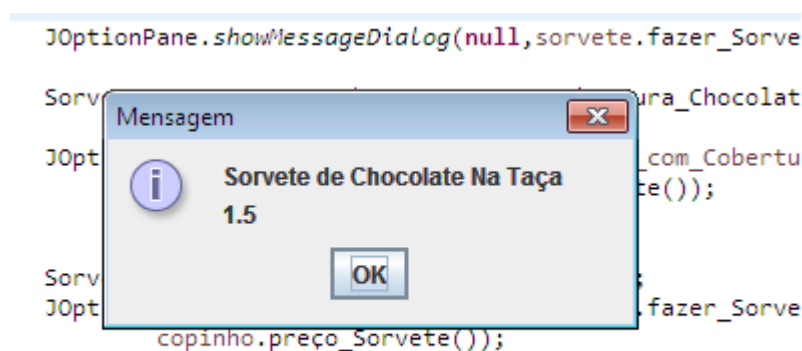 JOptionPane.showMessageDialog(null,sorvete.fazer_Sorve
Sorv ura_Chocolat
Mensagem
JOpt _com_Cobertu
Sorvete de Chocolate Na Taça
te());
1.5
OK
Sorv ;
JOpt .fazer_Sorve
copinho.preço_Sorvete());